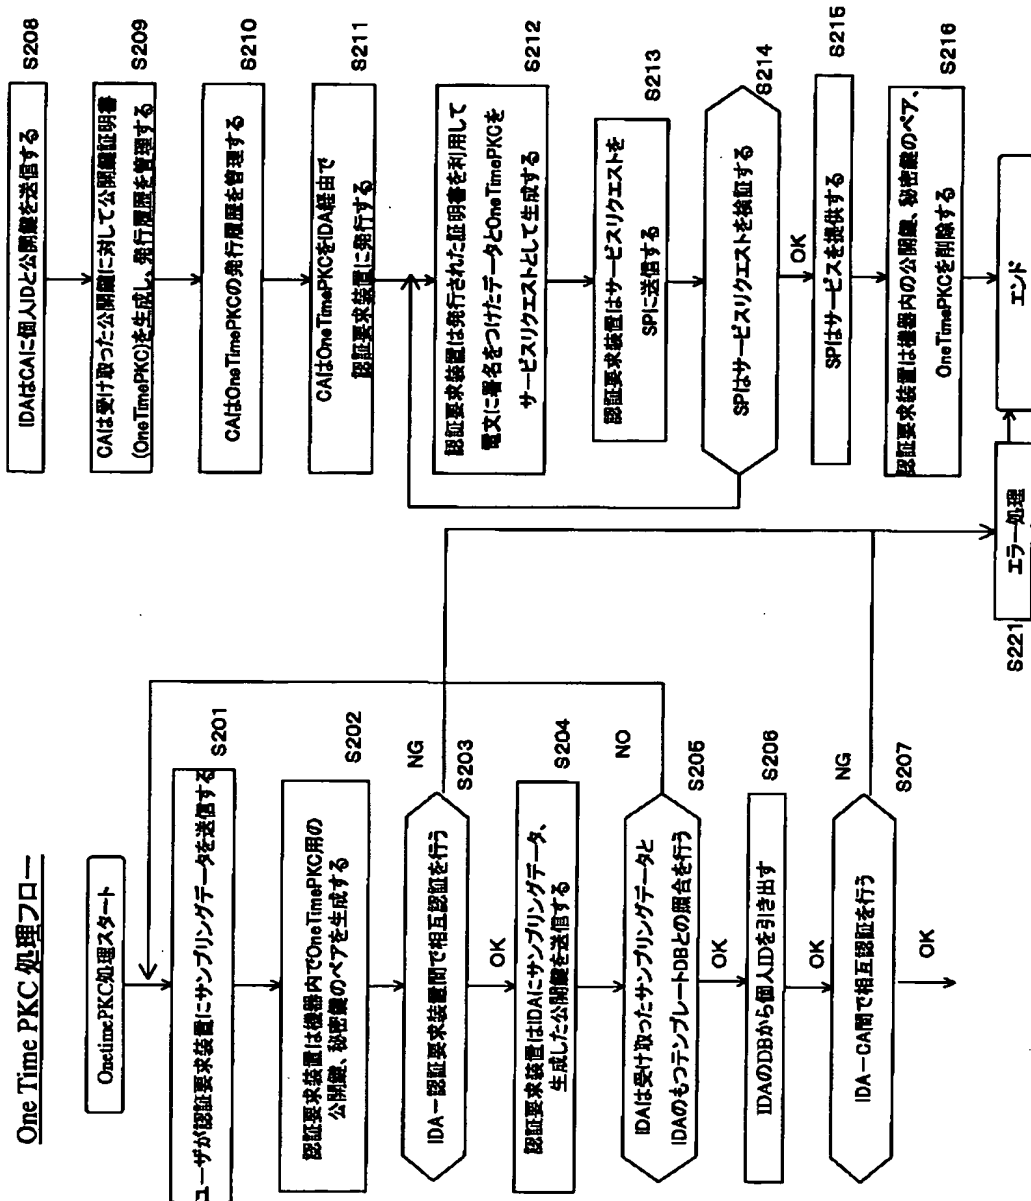 One Time PKC 処理フロー
OnetimePKC処理スタート
ユーザが認証要求装置にサンプリングデータを送信する
S201
認証要求装置は機器内でOneTimePKC用の
公開鍵、秘密鍵のペアを生成する
S202
IDA－認証要求装置間で相互認証を行う
NG
S203
OK
認証要求装置はIDAにサンプリングデータ、
生成した公開鍵を送信する
S204
IDAは受け取ったサンプリングデータと
IDAのもつテンプレートDBとの照合を行う
NO
S205
OK
IDAのDBから個人IDを引き出す
S206
OK
IDA－CA間で相互認証を行う
NG
S207
OK
IDAはCAに個人IDと公開鍵を送信する
S208
CAは受け取った公開鍵に対して公開鍵証明書
(OneTimePKC)を生成し、発行履歴を管理する
S209
CAはOneTimePKCの発行履歴を管理する
S210
CAはOneTimePKCをIDA経由で
認証要求装置に発行する
S211
認証要求装置は発行された証明書を利用して
電文に署名をつけたデータとOneTimePKCを
サービスリクエストとして生成する
S212
認証要求装置はサービスリクエストを
SPに送信する
S213
SPはサービスリクエストを検証する
S214
OK
SPはサービスを提供する
S215
認証要求装置は機器内の公開鍵、秘密鍵のペア、
OneTimePKCを削除する
S216
エンド
エラー処理
S221